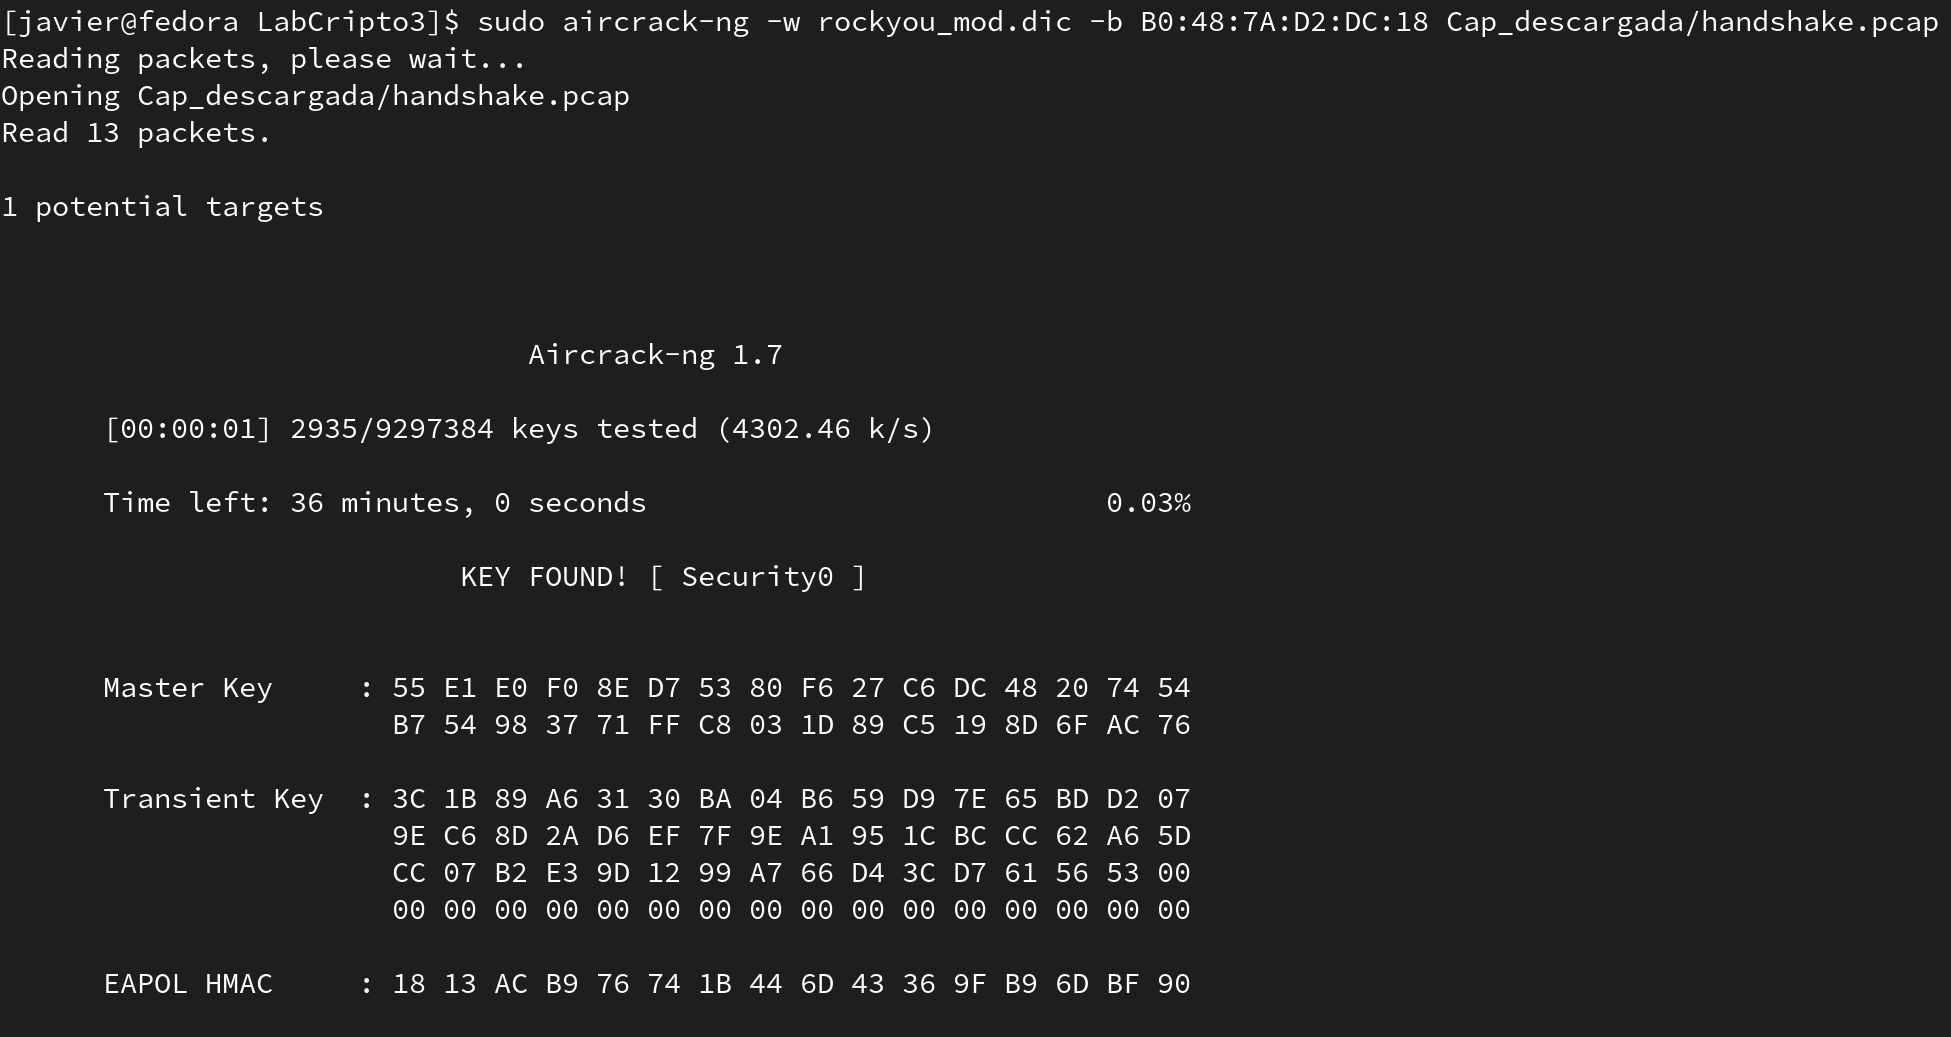 [javier@fedora LabCripto3]$ sudo aircrack-ng -w rockyou_mod.dic -b B0:48:7A:D2:DC:18 Cap_descargada/handshake.pcap
Reading packets, please wait...
Opening Cap_descargada/handshake.pcap
Read 13 packets.
1 potential targets
Aircrack-ng 1.7
[00:00:01] 2935/9297384 keys tested (4302.46 k/s)
Time left: 36 minutes, 0 seconds 0.03%
KEY FOUND! [ Security0 ]
Master Key : 55 E1 E0 F0 8E D7 53 80 F6 27 C6 DC 48 20 74 54
B7 54 98 37 71 FF C8 03 1D 89 C5 19 8D 6F AC 76
Transient Key : 3C 1B 89 A6 31 30 BA 04 B6 59 D9 7E 65 BD D2 07
9E C6 8D 2A D6 EF 7F 9E A1 95 1C BC CC 62 A6 5D
CC 07 B2 E3 9D 12 99 A7 66 D4 3C D7 61 56 53 00
00 00 00 00 00 00 00 00 00 00 00 00 00 00 00 00
EAPOL HMAC : 18 13 AC B9 76 74 1B 44 6D 43 36 9F B9 6D BF 90